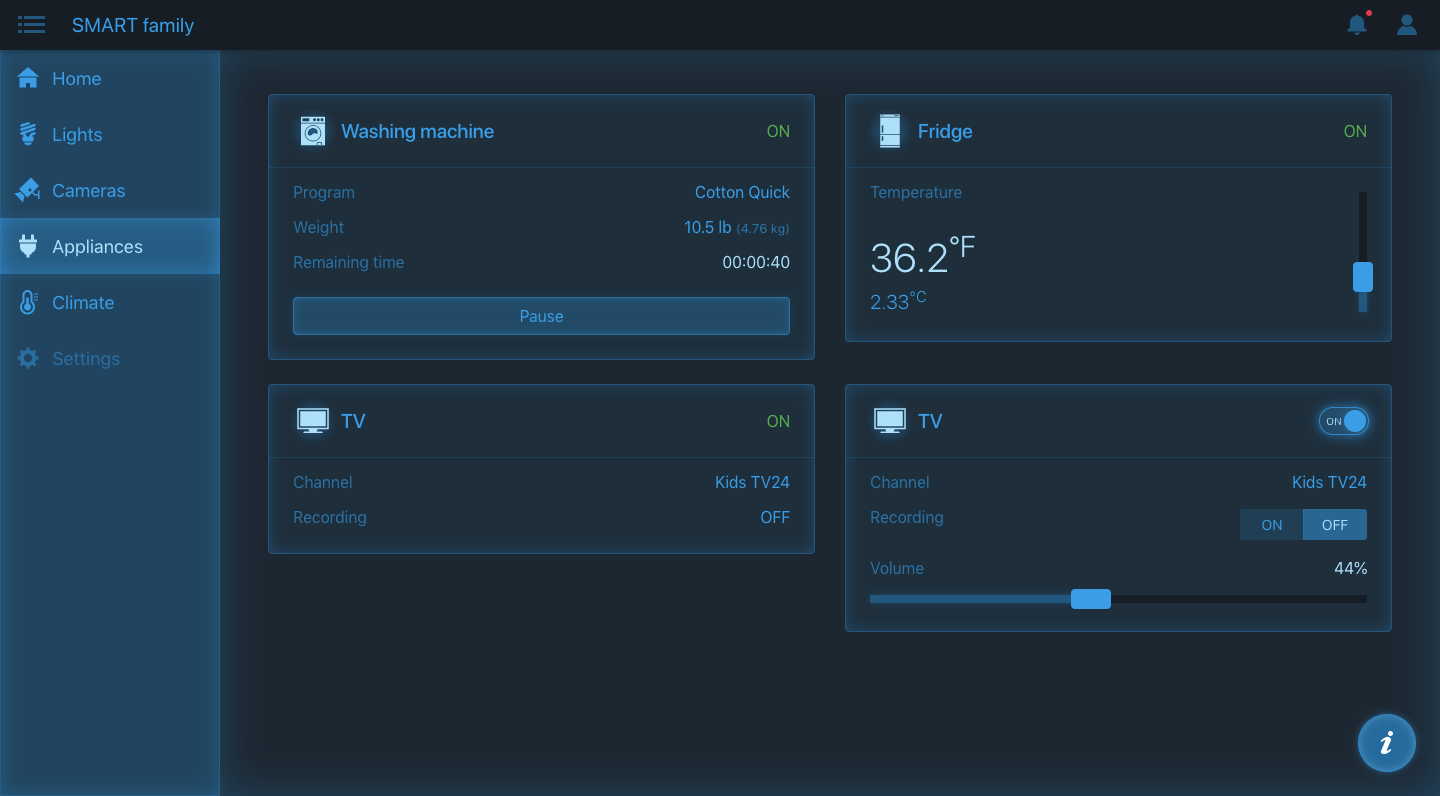 SMART family
Home
Lights
Cameras
Appliances
Climate
Settings
Washing machine ON
Program Cotton Quick
Weight 10.5 lb (4.76 kg)
Remaining time 00:00:40
Pause
Fridge ON
Temperature
36.2°F
2.33°C
TV ON
Channel Kids TV24
Recording OFF
TV ON
Channel Kids TV24
Recording ON OFF
Volume 44%
i